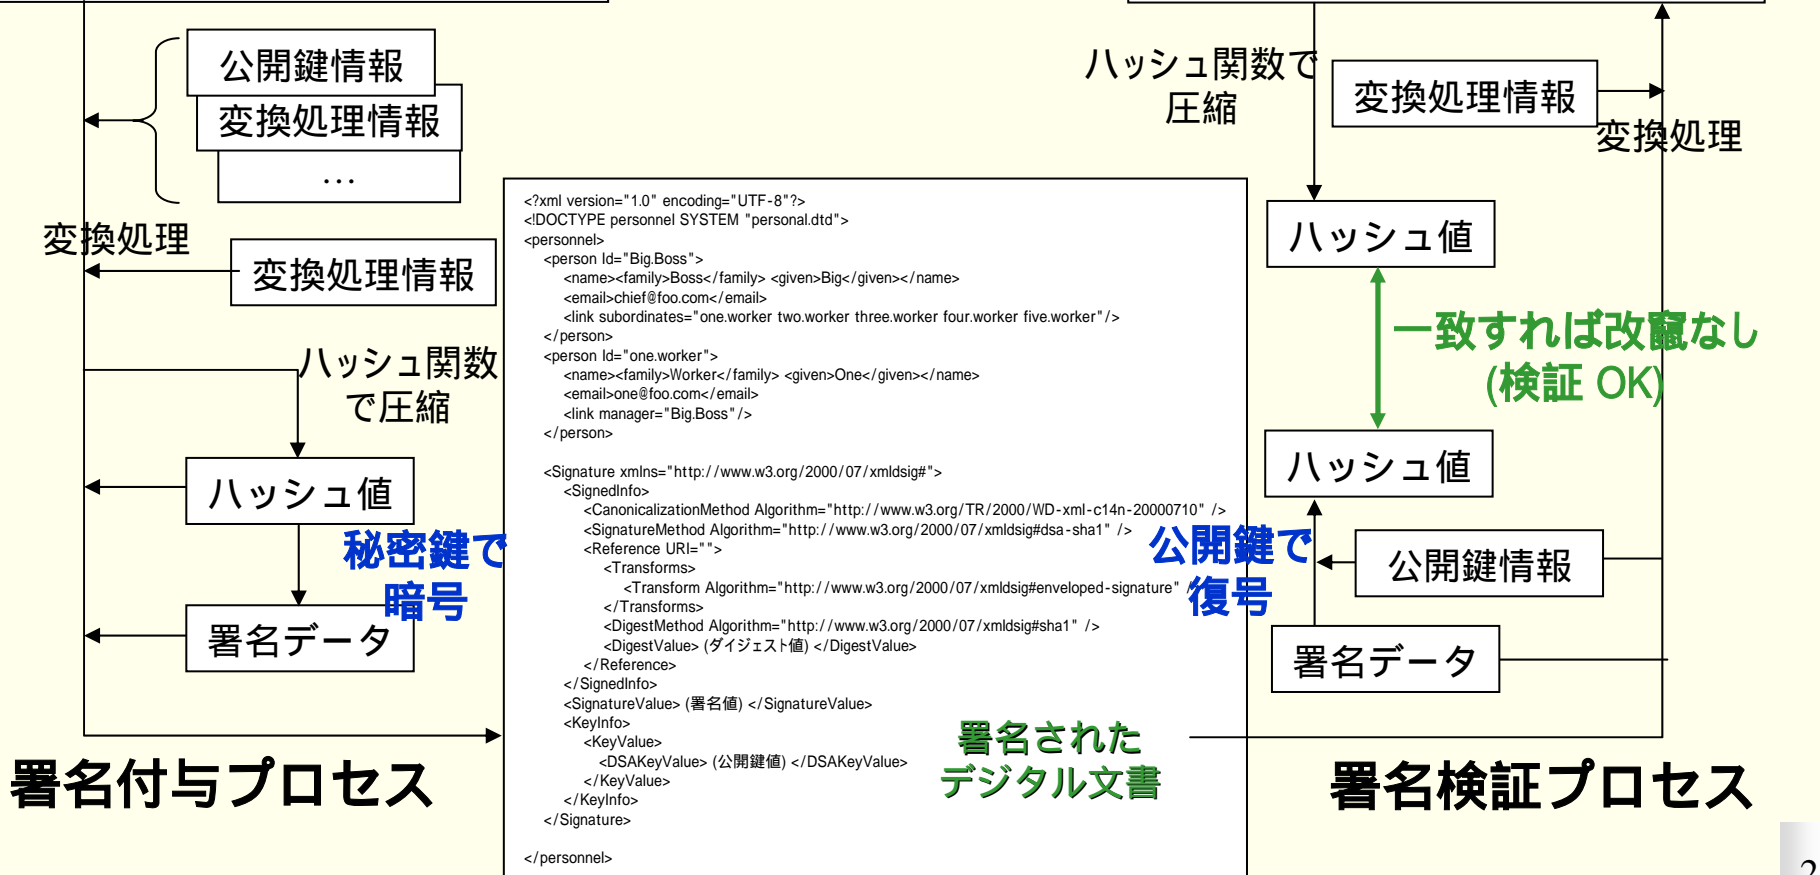 公開鍵情報
変換処理情報
…
変換処理
変換処理情報
ハッシュ関数
で圧縮
ハッシュ値
秘密鍵で
暗号
署名データ
署名付与プロセス
<?xml version="1.0" encoding="UTF-8"?>
<!DOCTYPE personnel SYSTEM "personal.dtd">
<personnel>
<person Id="Big.Boss">
<name><family>Boss</family> <given>Big</given></name>
<email>chief@foo.com</email>
<link subordinates="one.worker two.worker three.worker four.worker five.worker"/>
</person>
<person Id="one.worker">
<name><family>Worker</family> <given>One</given></name>
<email>one@foo.com</email>
<link manager="Big.Boss"/>
</person>
<Signature xmlns="http://www.w3.org/2000/07/xmldsig#">
<SignedInfo>
<CanonicalizationMethod Algorithm="http://www.w3.org/TR/2000/WD-xml-c14n-20000710" />
<SignatureMethod Algorithm="http://www.w3.org/2000/07/xmldsig#dsa-sha1" />
<Reference URI="">
<Transforms>
<Transform Algorithm="http://www.w3.org/2000/07/xmldsig#enveloped-signature" /
</Transforms>
<DigestMethod Algorithm="http://www.w3.org/2000/07/xmldsig#sha1" />
<DigestValue> (ダイジェスト値) </DigestValue>
</Reference>
</SignedInfo>
<SignatureValue> (署名値) </SignatureValue>
<KeyInfo>
<KeyValue>
<DSAKeyValue> (公開鍵値) </DSAKeyValue>
</KeyValue>
</KeyInfo>
</Signature>
</personnel>
署名された
デジタル文書
ハッシュ関数で
圧縮
変換処理情報
変換処理
ハッシュ値
一致すれば改竄なし
(検証 OK)
ハッシュ値
公開鍵で
復号
公開鍵情報
署名データ
署名検証プロセス